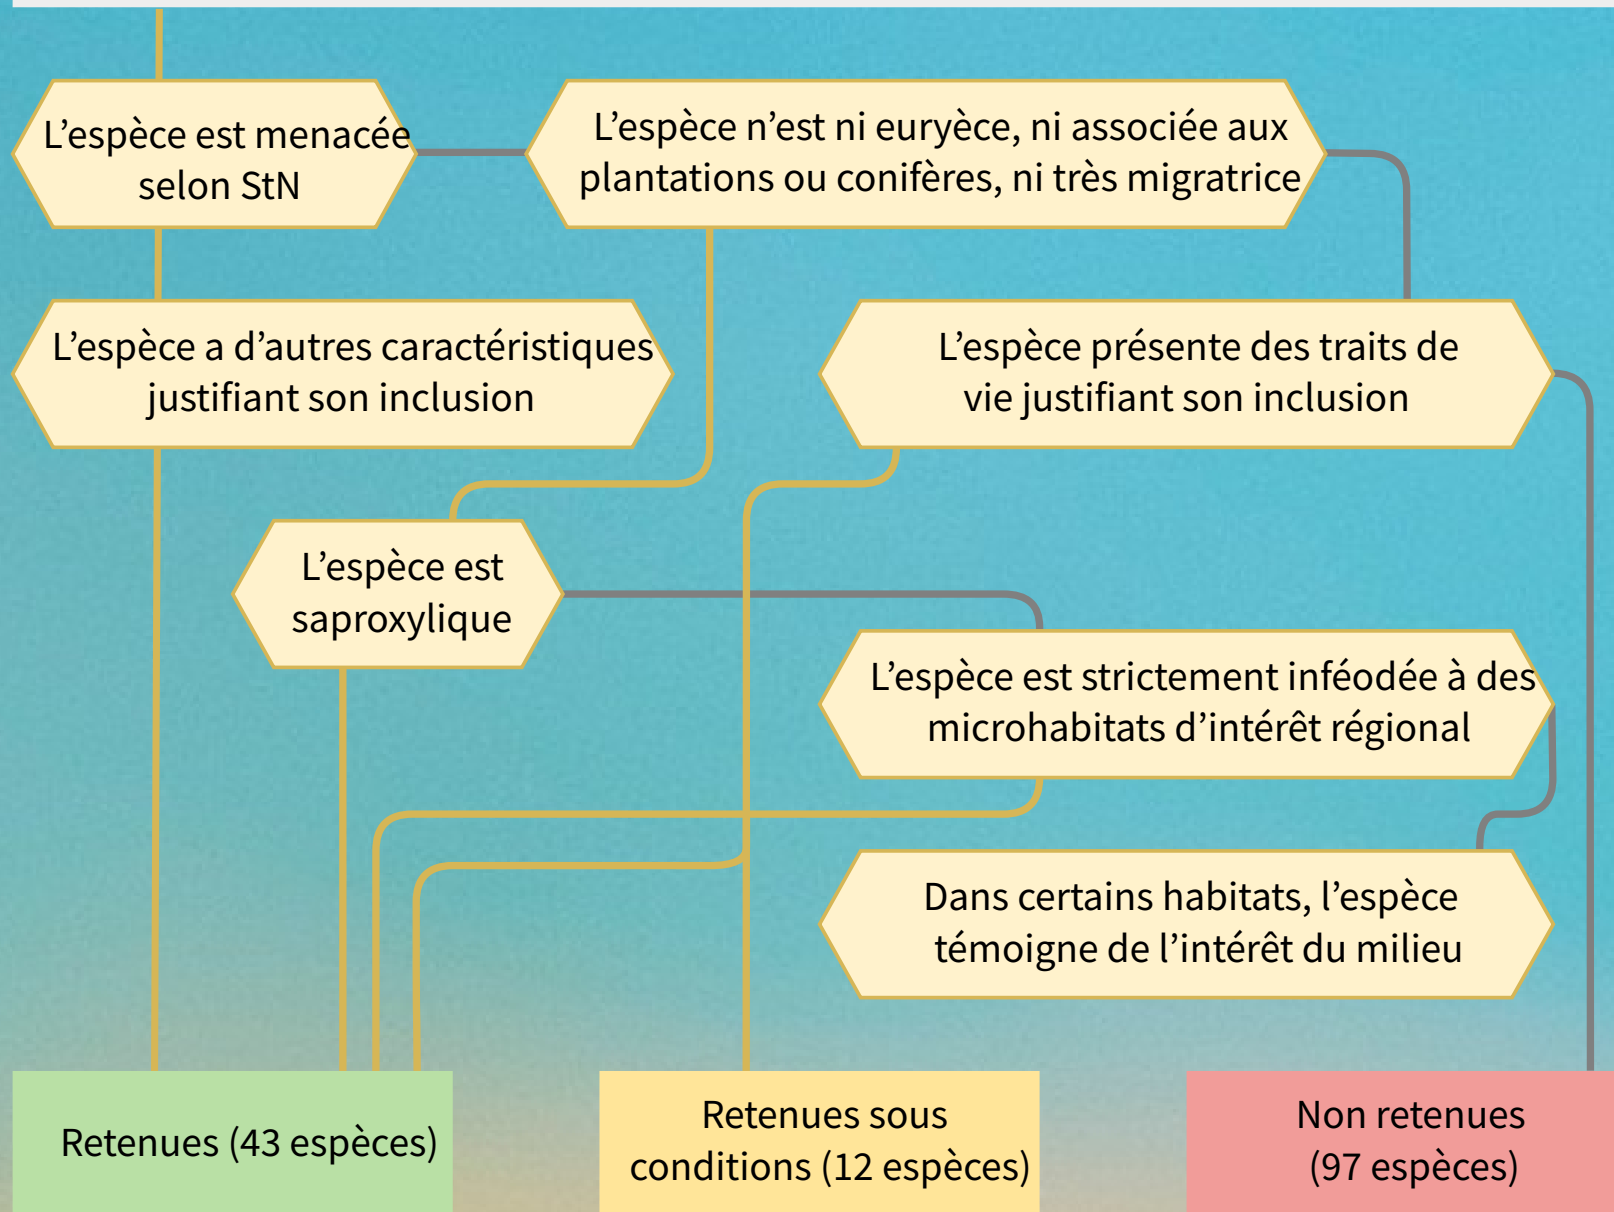 L’espèce est menacée
selon StN
L’espèce n’est ni euryèce, ni associée aux
plantations ou conifères, ni très migratrice
L’espèce a d’autres caractéristiques
justifiant son inclusion
L’espèce présente des traits de
vie justifiant son inclusion
L’espèce est
saproxylique
L’espèce est strictement inféodée à des
microhabitats d’intérêt régional
Dans certains habitats, l’espèce
témoigne de l’intérêt du milieu
Retenues (43 espèces)
Retenues sous
conditions (12 espèces)
Non retenues
(97 espèces)